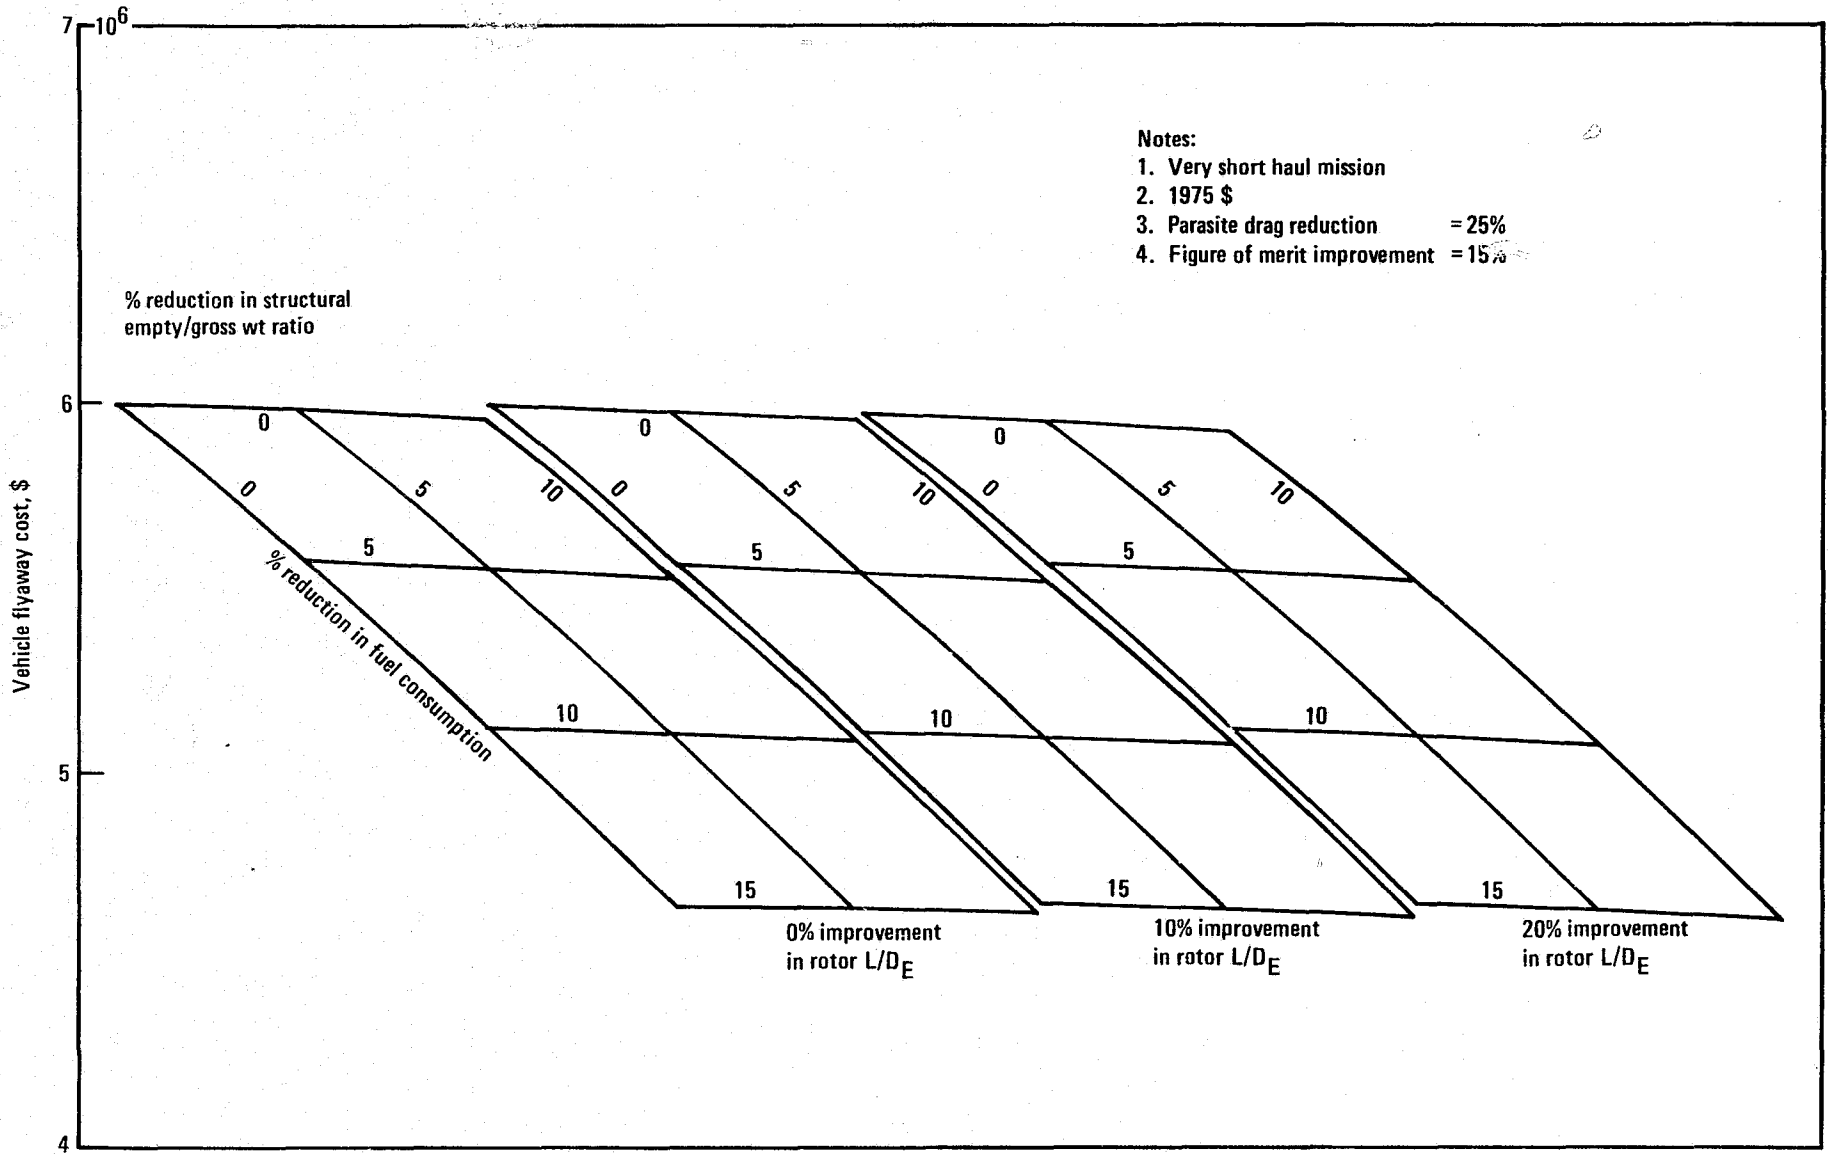 7 10^6
Notes:
1. Very short haul mission
2. 1975 $
3. Parasite drag reduction = 25%
4. Figure of merit improvement = 15%
% reduction in structural
empty/gross wt ratio
6
0 0 0
0 5 10 0 5 10 0 5 10
Vehicle flyaway cost, $
5 5 5
% reduction in fuel consumption
10 10 10
5
15 15 15
0% improvement
in rotor L/D_E
10% improvement
in rotor L/D_E
20% improvement
in rotor L/D_E
4